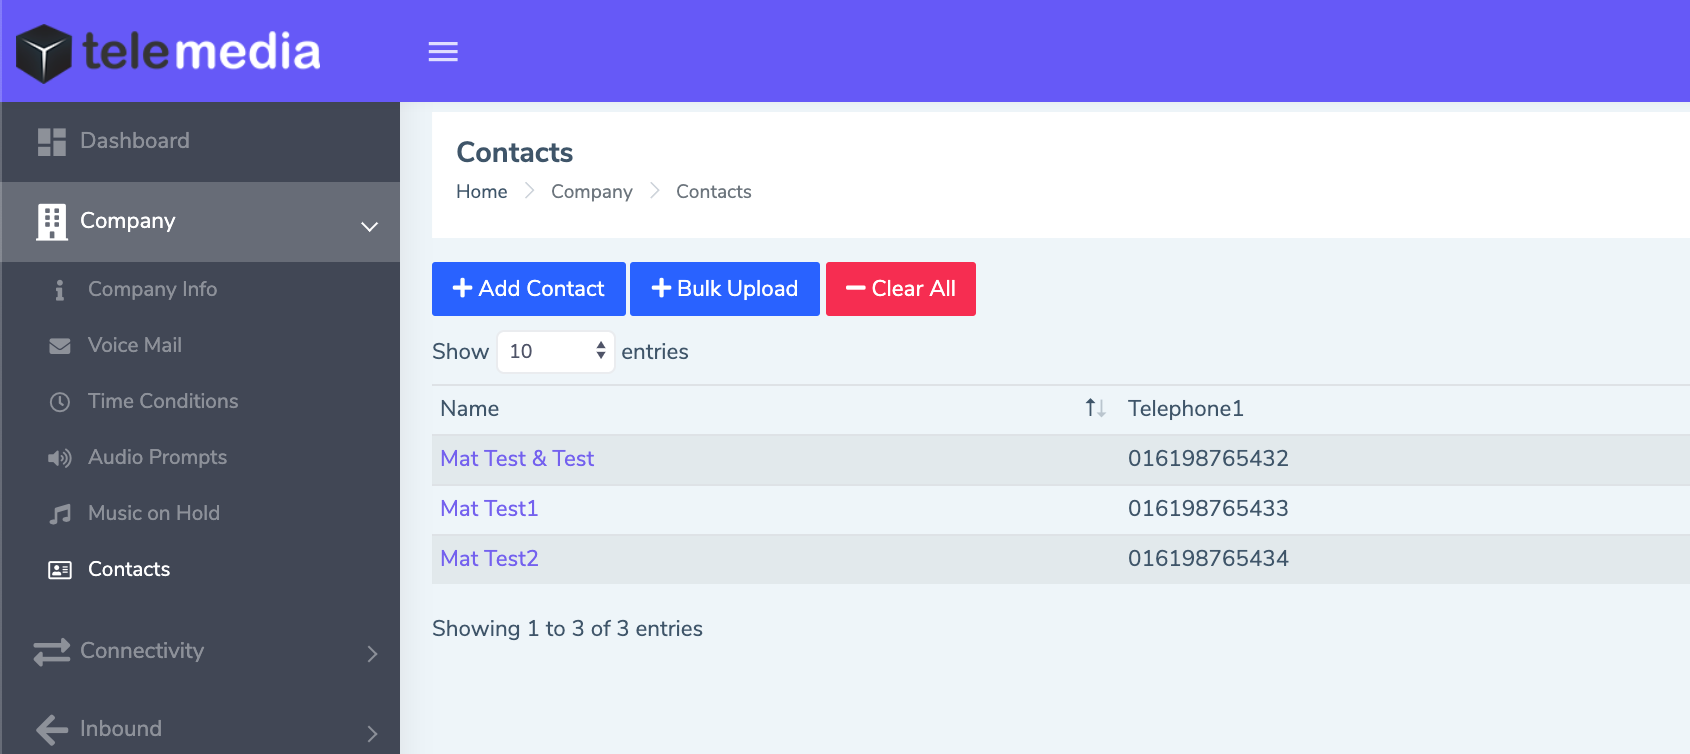 telemedia
Dashboard
Company
Company Info
Voice Mail
Time Conditions
Audio Prompts
Music on Hold
Contacts
Connectivity
Inbound
Contacts
Home > Company > Contacts
+ Add Contact + Bulk Upload − Clear All
Show 10 entries
Name Telephone1
Mat Test & Test 016198765432
Mat Test1 016198765433
Mat Test2 016198765434
Showing 1 to 3 of 3 entries